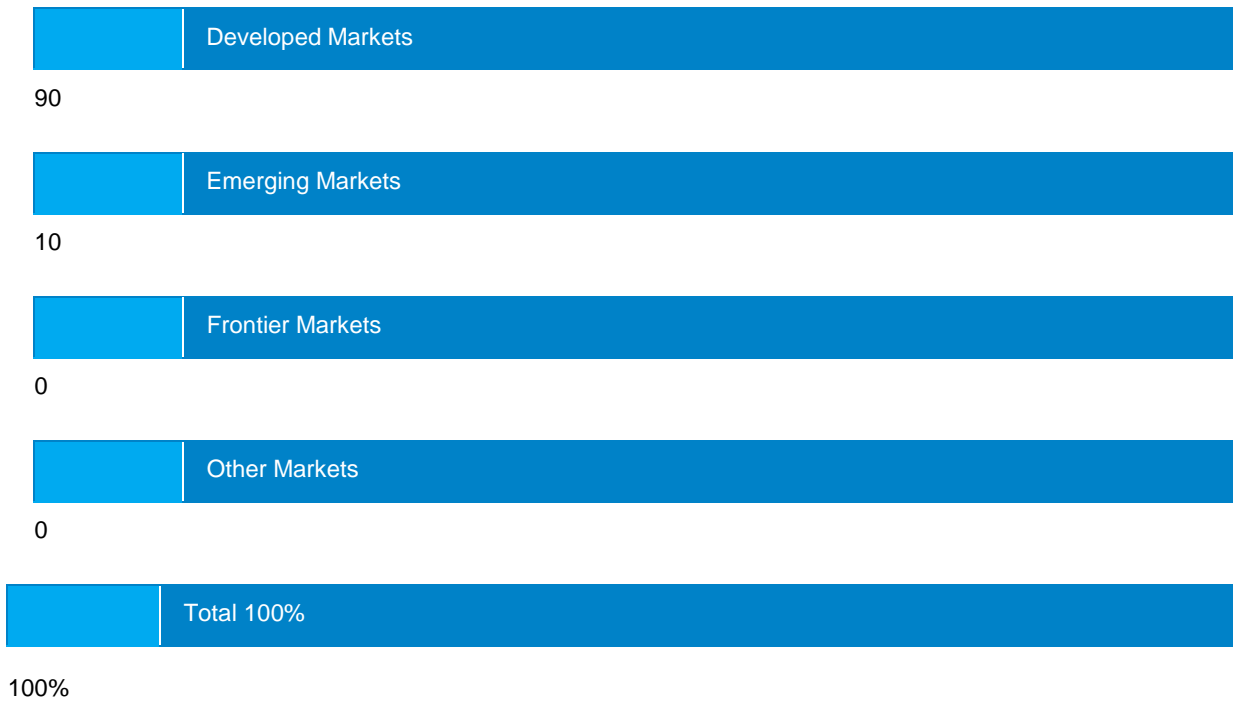 Developed Markets
90
Emerging Markets
10
Frontier Markets
0
Other Markets
0
Total 100%
100%